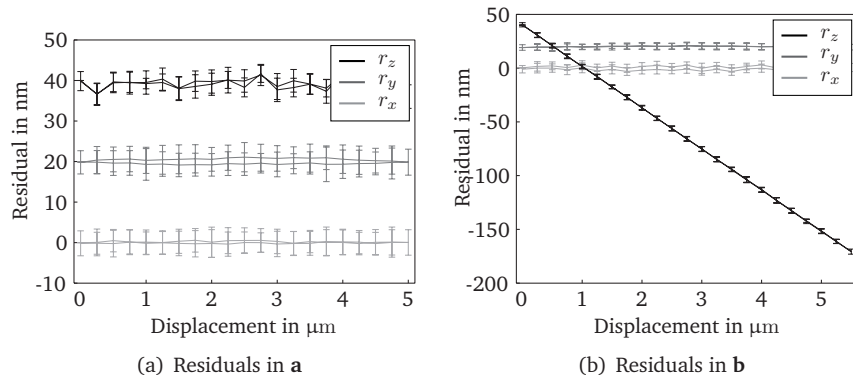 50
40
30
20
10
0
-10
Residual in nm
r_z
r_y
r_x
0 1 2 3 4 5
Displacement in μm
(a) Residuals in a
50
0
-50
-100
-150
-200
Residual in nm
r_z
r_y
r_x
0 1 2 3 4 5
Displacement in μm
(b) Residuals in b